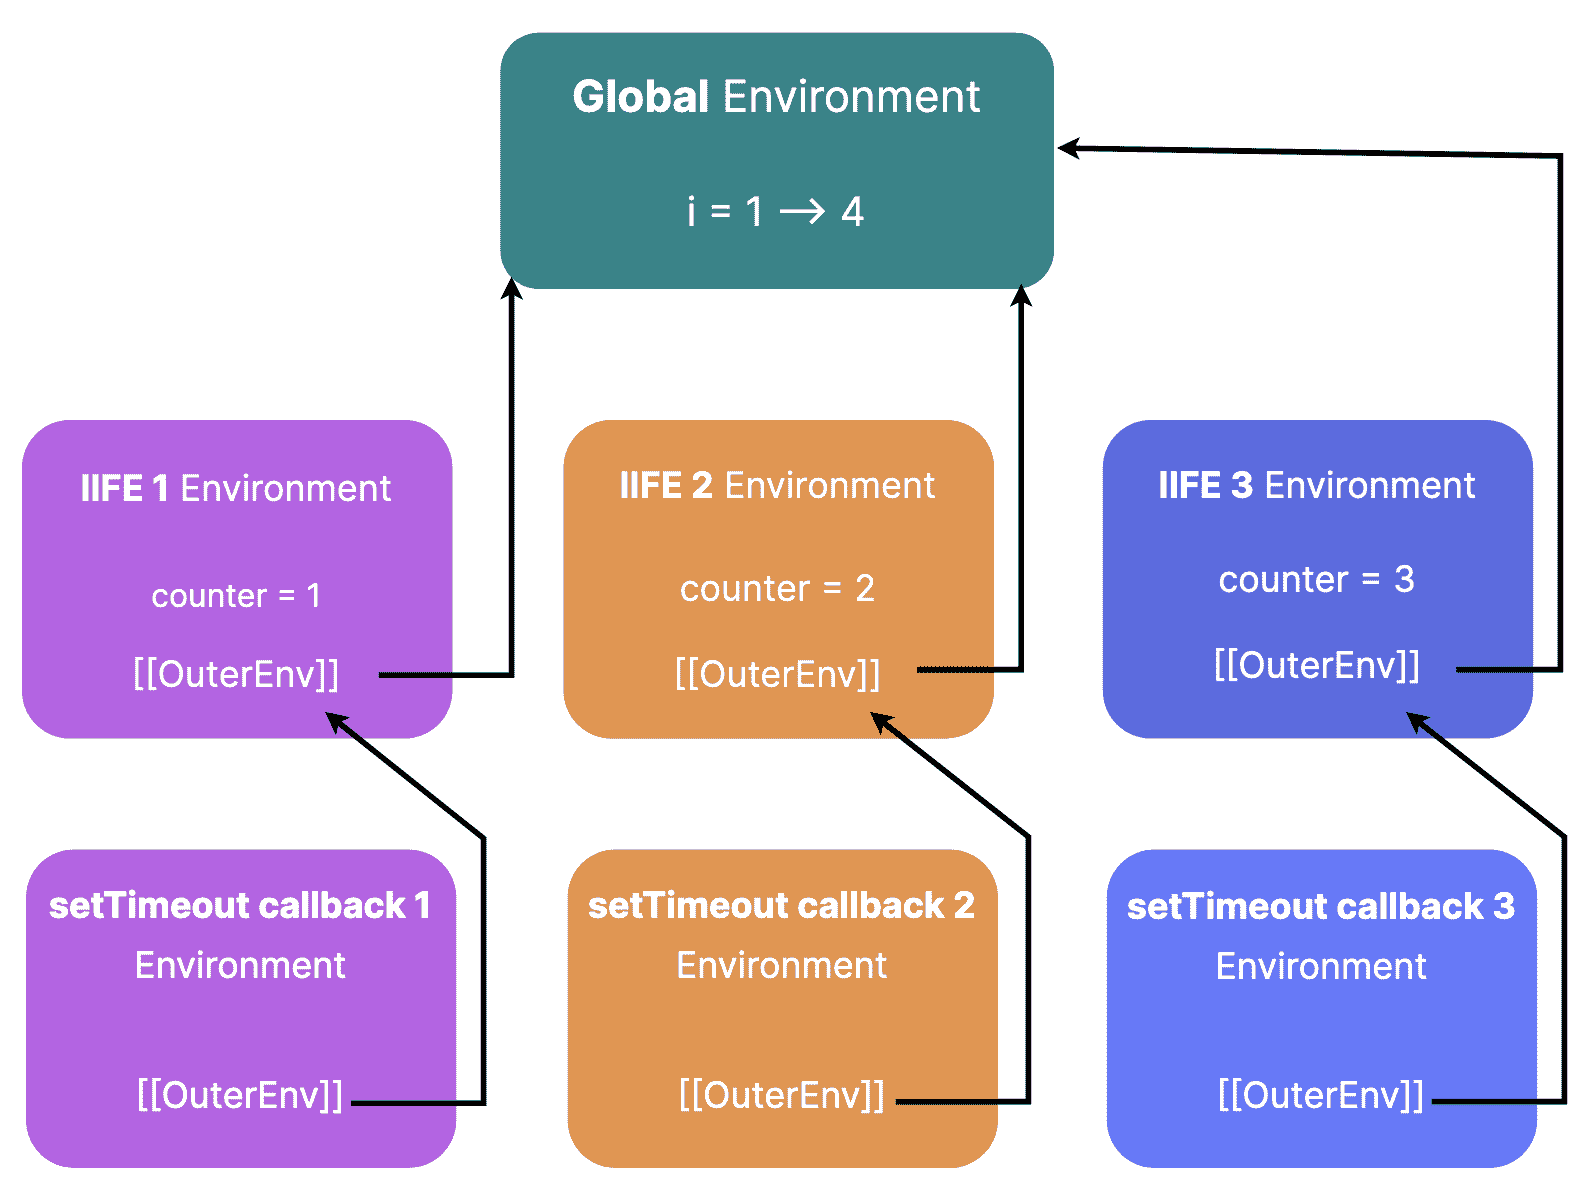 Global Environment
i = 1 → 4
IIFE 1 Environment
counter = 1
[[OuterEnv]]
IIFE 2 Environment
counter = 2
[[OuterEnv]]
IIFE 3 Environment
counter = 3
[[OuterEnv]]
setTimeout callback 1
Environment
[[OuterEnv]]
setTimeout callback 2
Environment
[[OuterEnv]]
setTimeout callback 3
Environment
[[OuterEnv]]